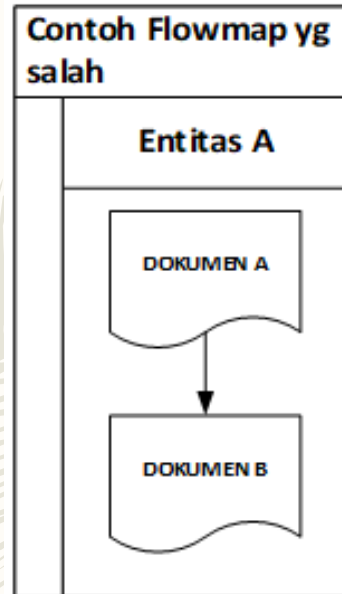 Contoh Flowmap yg
salah
Entitas A
DOKUMEN A
DOKUMEN B